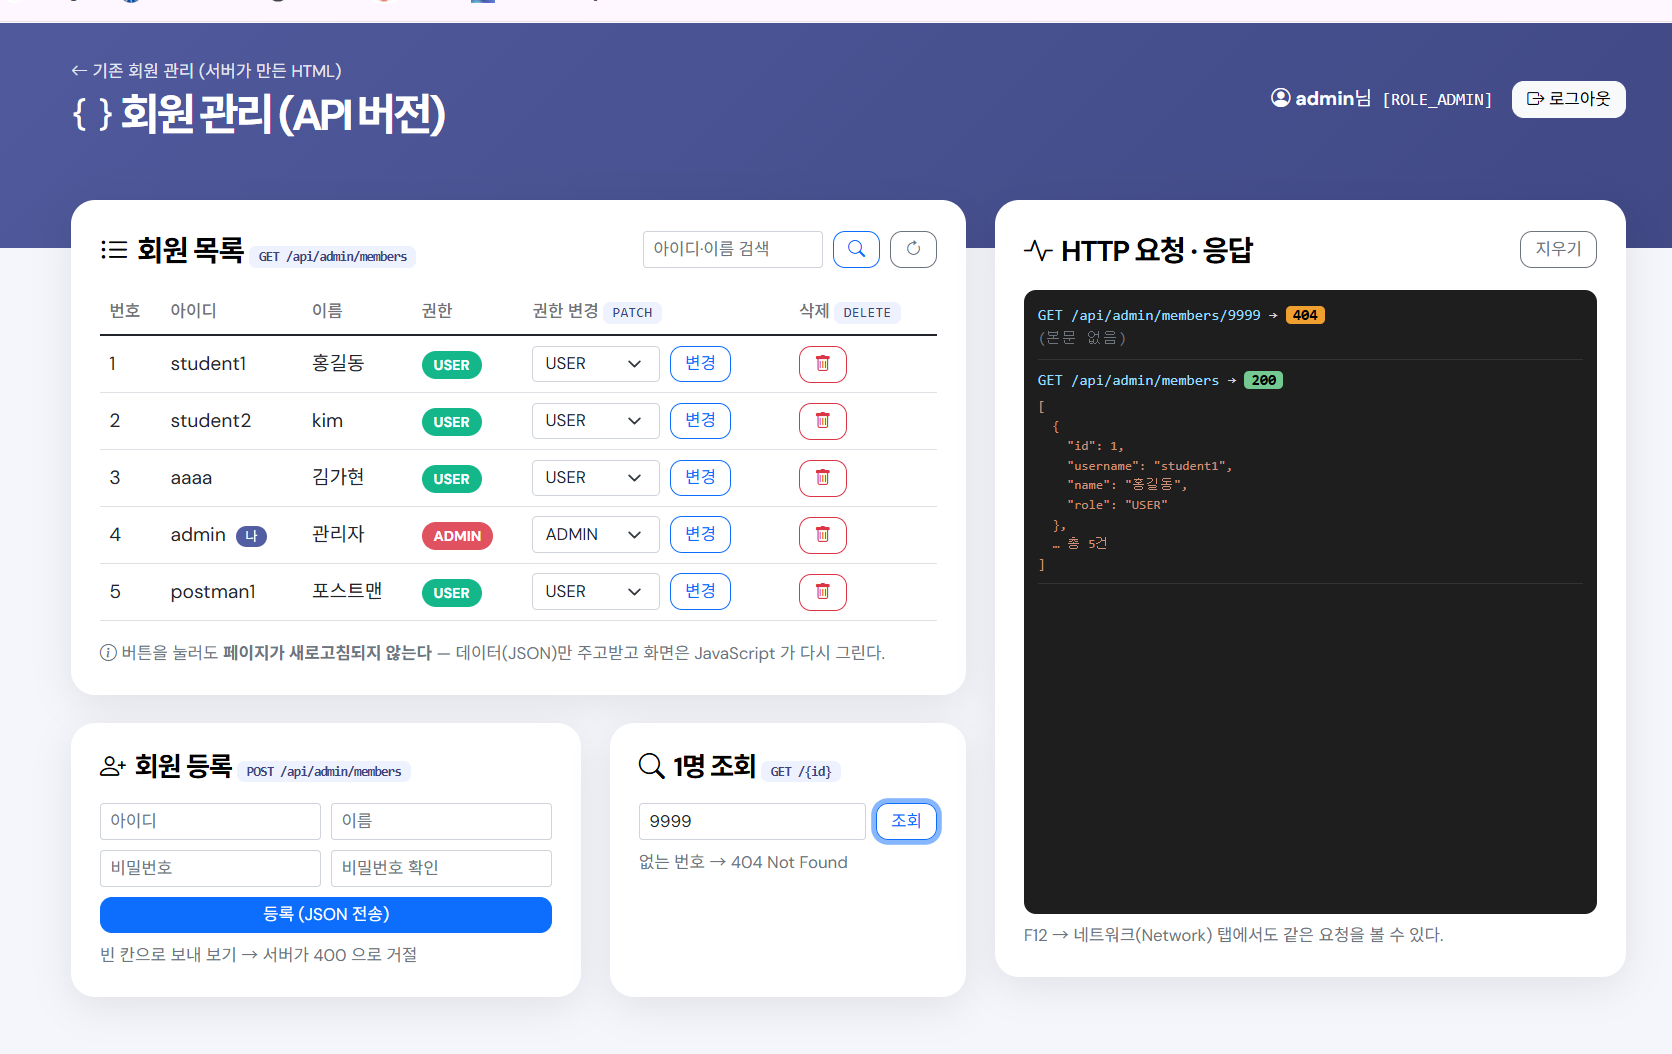 ← 기존 회원 관리 (서버가 만든 HTML)
{ } 회원 관리 (API 버전)
admin님 [ROLE_ADMIN] 로그아웃
회원 목록 GET /api/admin/members 아이디·이름 검색
번호 아이디 이름 권한 권한 변경 PATCH 삭제 DELETE
1 student1 홍길동 USER USER 변경
2 student2 kim USER USER 변경
3 aaaa 김가현 USER USER 변경
4 admin 나 관리자 ADMIN ADMIN 변경
5 postman1 포스트맨 USER USER 변경
버튼을 눌러도 페이지가 새로고침되지 않는다 — 데이터(JSON)만 주고받고 화면은 JavaScript 가 다시 그린다.
회원 등록 POST /api/admin/members
아이디 이름
비밀번호 비밀번호 확인
등록 (JSON 전송)
빈 칸으로 보내 보기 → 서버가 400 으로 거절
1명 조회 GET /{id}
9999 조회
없는 번호 → 404 Not Found
HTTP 요청 · 응답 지우기
GET /api/admin/members/9999 → 404
(본문 없음)
GET /api/admin/members → 200
[
{
"id": 1,
"username": "student1",
"name": "홍길동",
"role": "USER"
},
… 총 5건
]
F12 → 네트워크(Network) 탭에서도 같은 요청을 볼 수 있다.